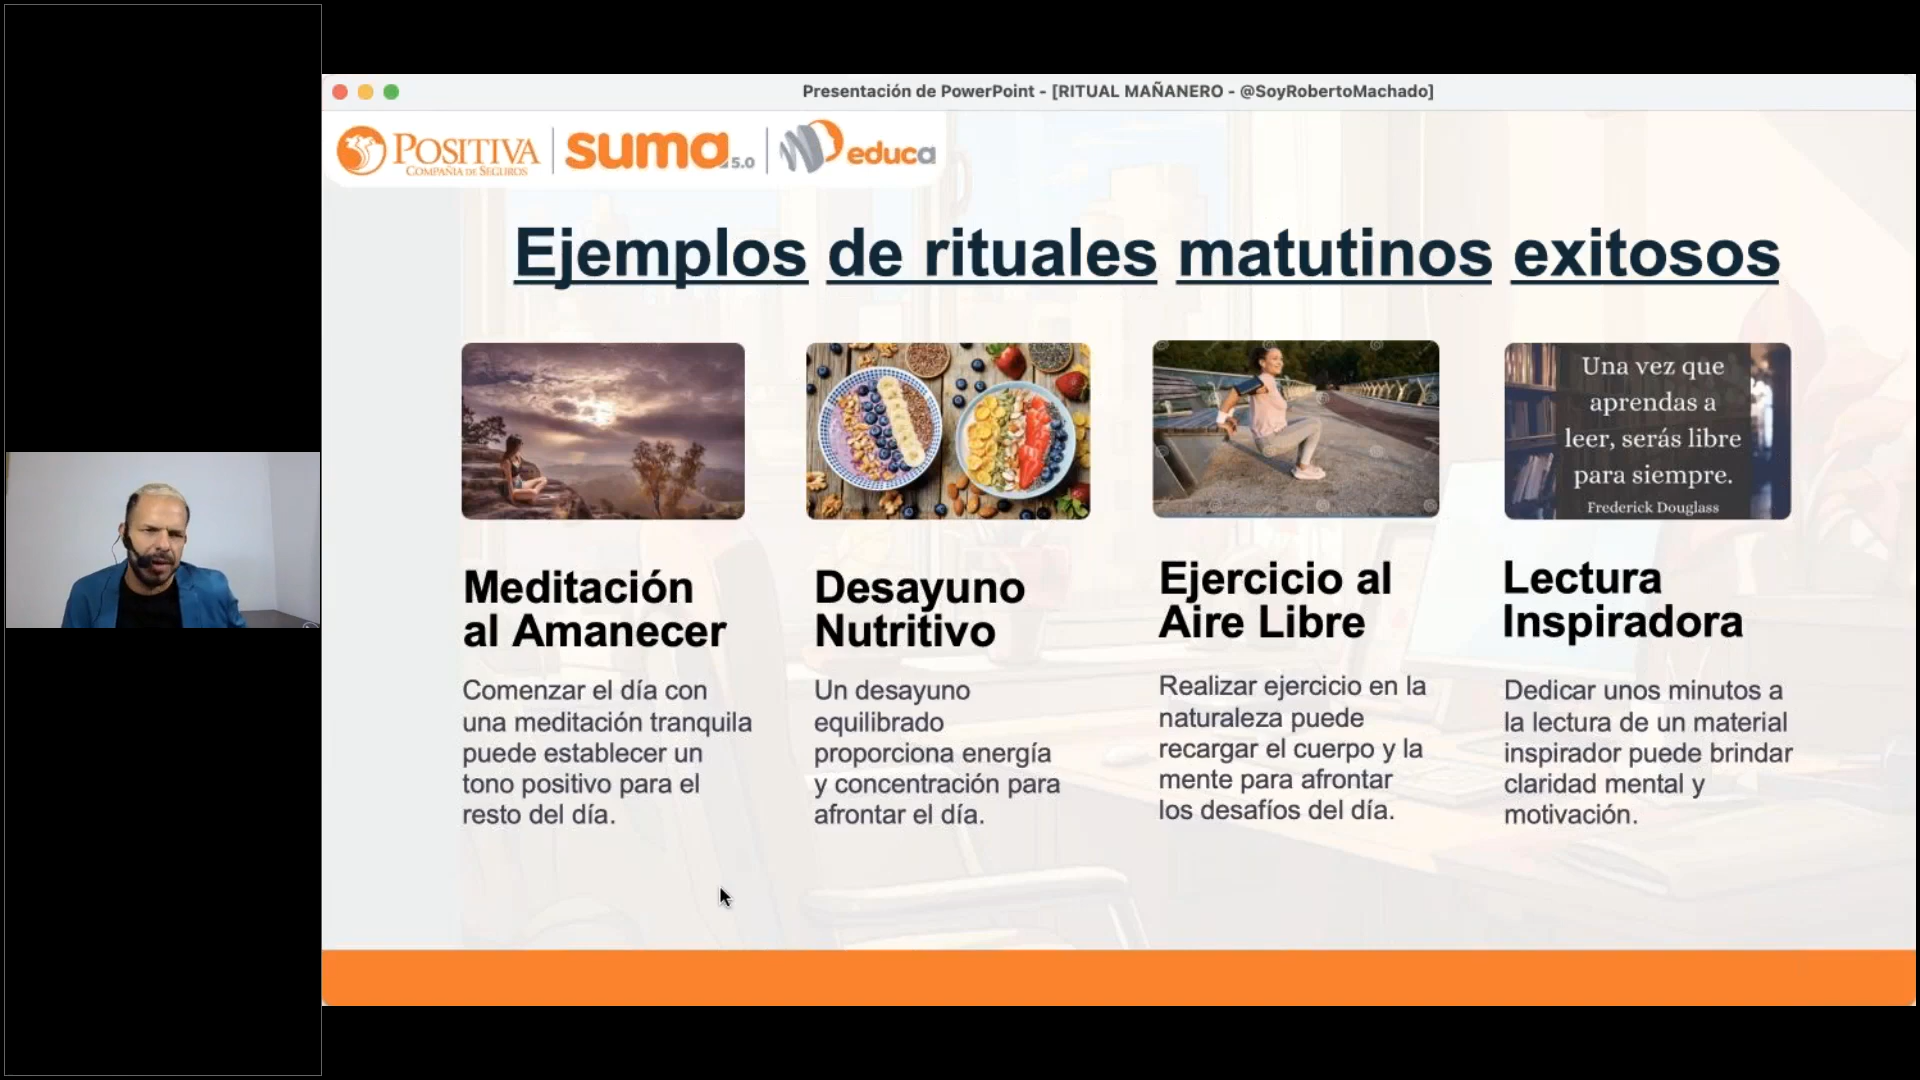 Presentación de PowerPoint - [RITUAL MAÑANERO - @SoyRobertoMachado]
POSITIVA
COMPAÑÍA DE SEGUROS
suma 5.0
educa
Ejemplos de rituales matutinos exitosos
Una vez que
aprendas a
leer, serás libre
para siempre.
Frederick Douglass
Meditación
al Amanecer
Comenzar el día con
una meditación tranquila
puede establecer un
tono positivo para el
resto del día.
Desayuno
Nutritivo
Un desayuno
equilibrado
proporciona energía
y concentración para
afrontar el día.
Ejercicio al
Aire Libre
Realizar ejercicio en la
naturaleza puede
recargar el cuerpo y la
mente para afrontar
los desafíos del día.
Lectura
Inspiradora
Dedicar unos minutos a
la lectura de un material
inspirador puede brindar
claridad mental y
motivación.